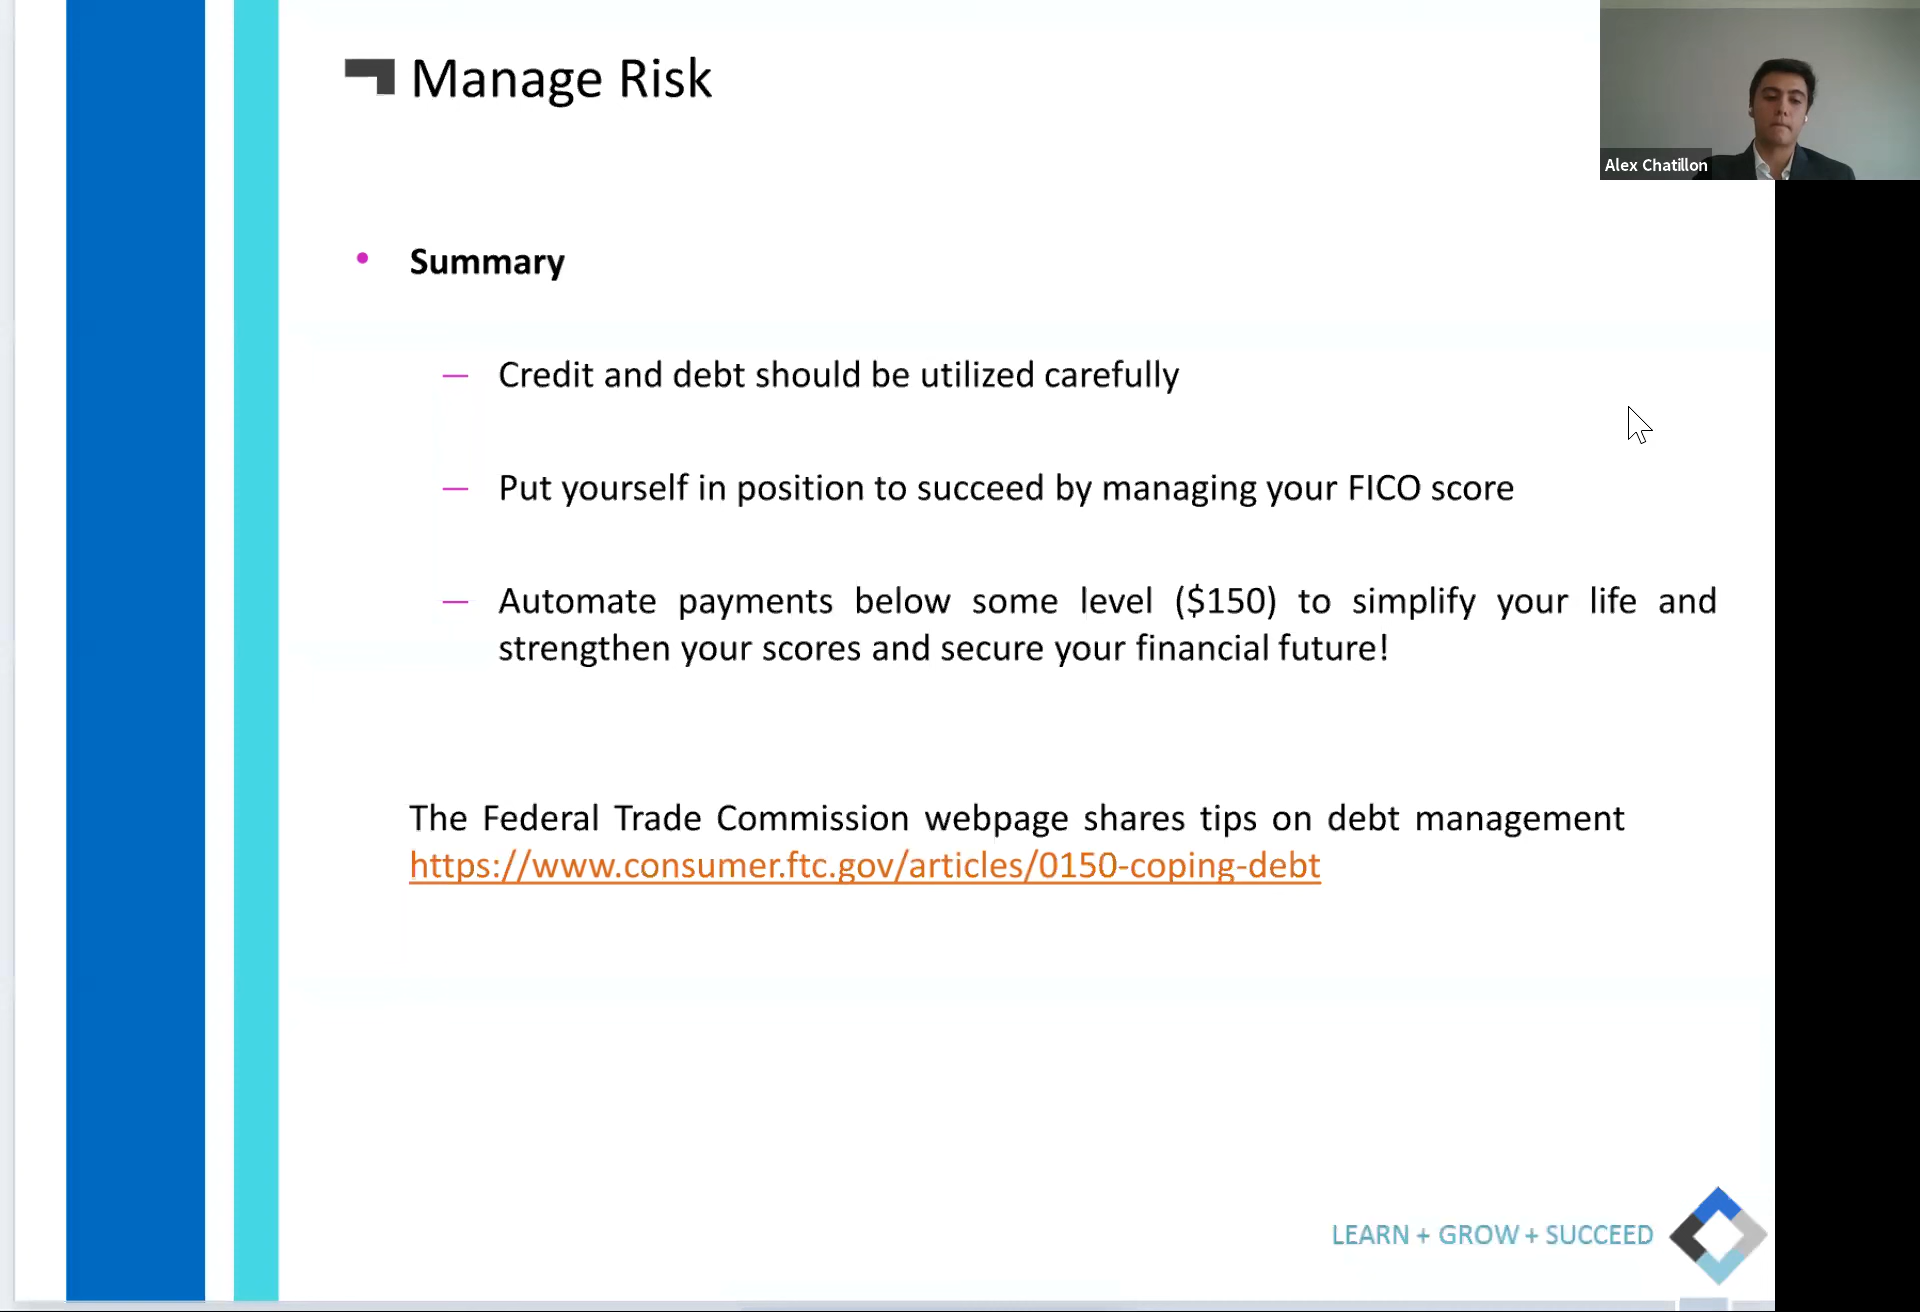 Manage Risk
Alex Chatillon
• Summary
— Credit and debt should be utilized carefully
— Put yourself in position to succeed by managing your FICO score
— Automate payments below some level ($150) to simplify your life and
strengthen your scores and secure your financial future!
The Federal Trade Commission webpage shares tips on debt management
https://www.consumer.ftc.gov/articles/0150-coping-debt
LEARN + GROW + SUCCEED